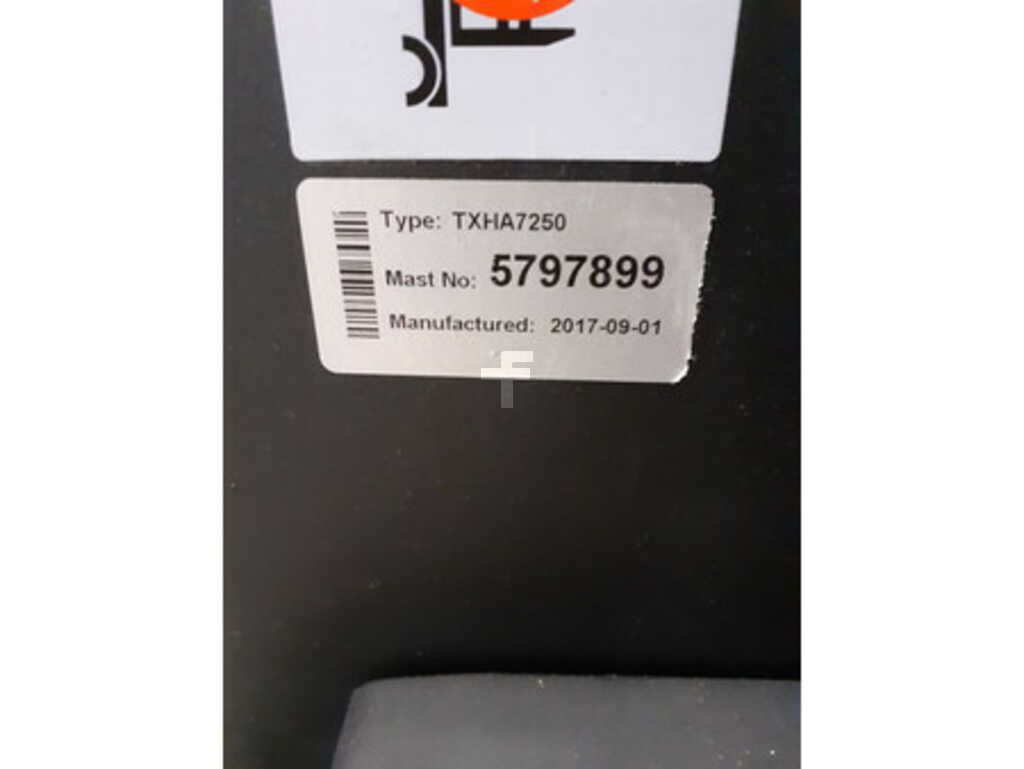 Type: TXHA7250
Mast No: 5797899
Manufactured: 2017-09-01